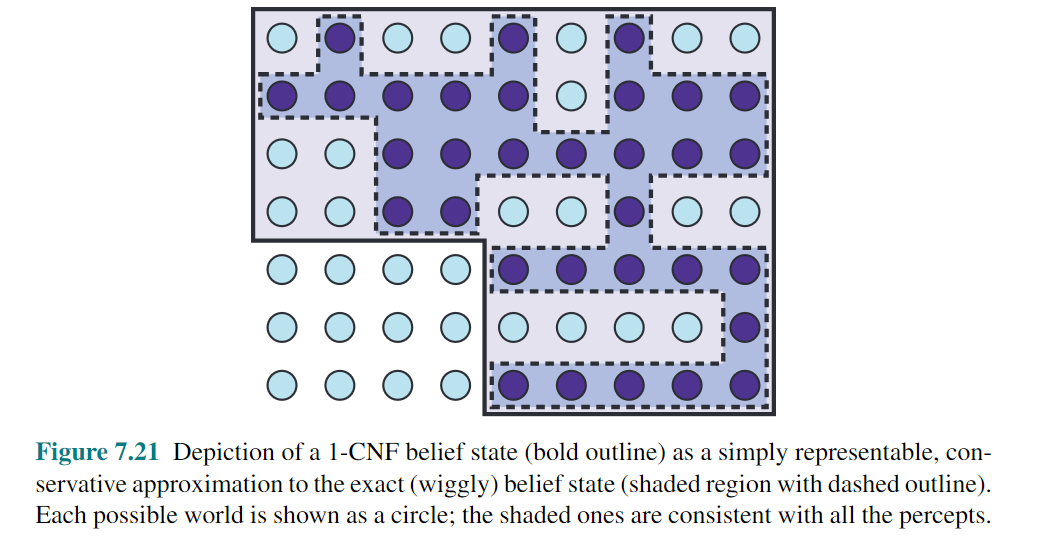 Figure 7.21 Depiction of a 1-CNF belief state (bold outline) as a simply representable, con-
servative approximation to the exact (wiggly) belief state (shaded region with dashed outline).
Each possible world is shown as a circle; the shaded ones are consistent with all the percepts.